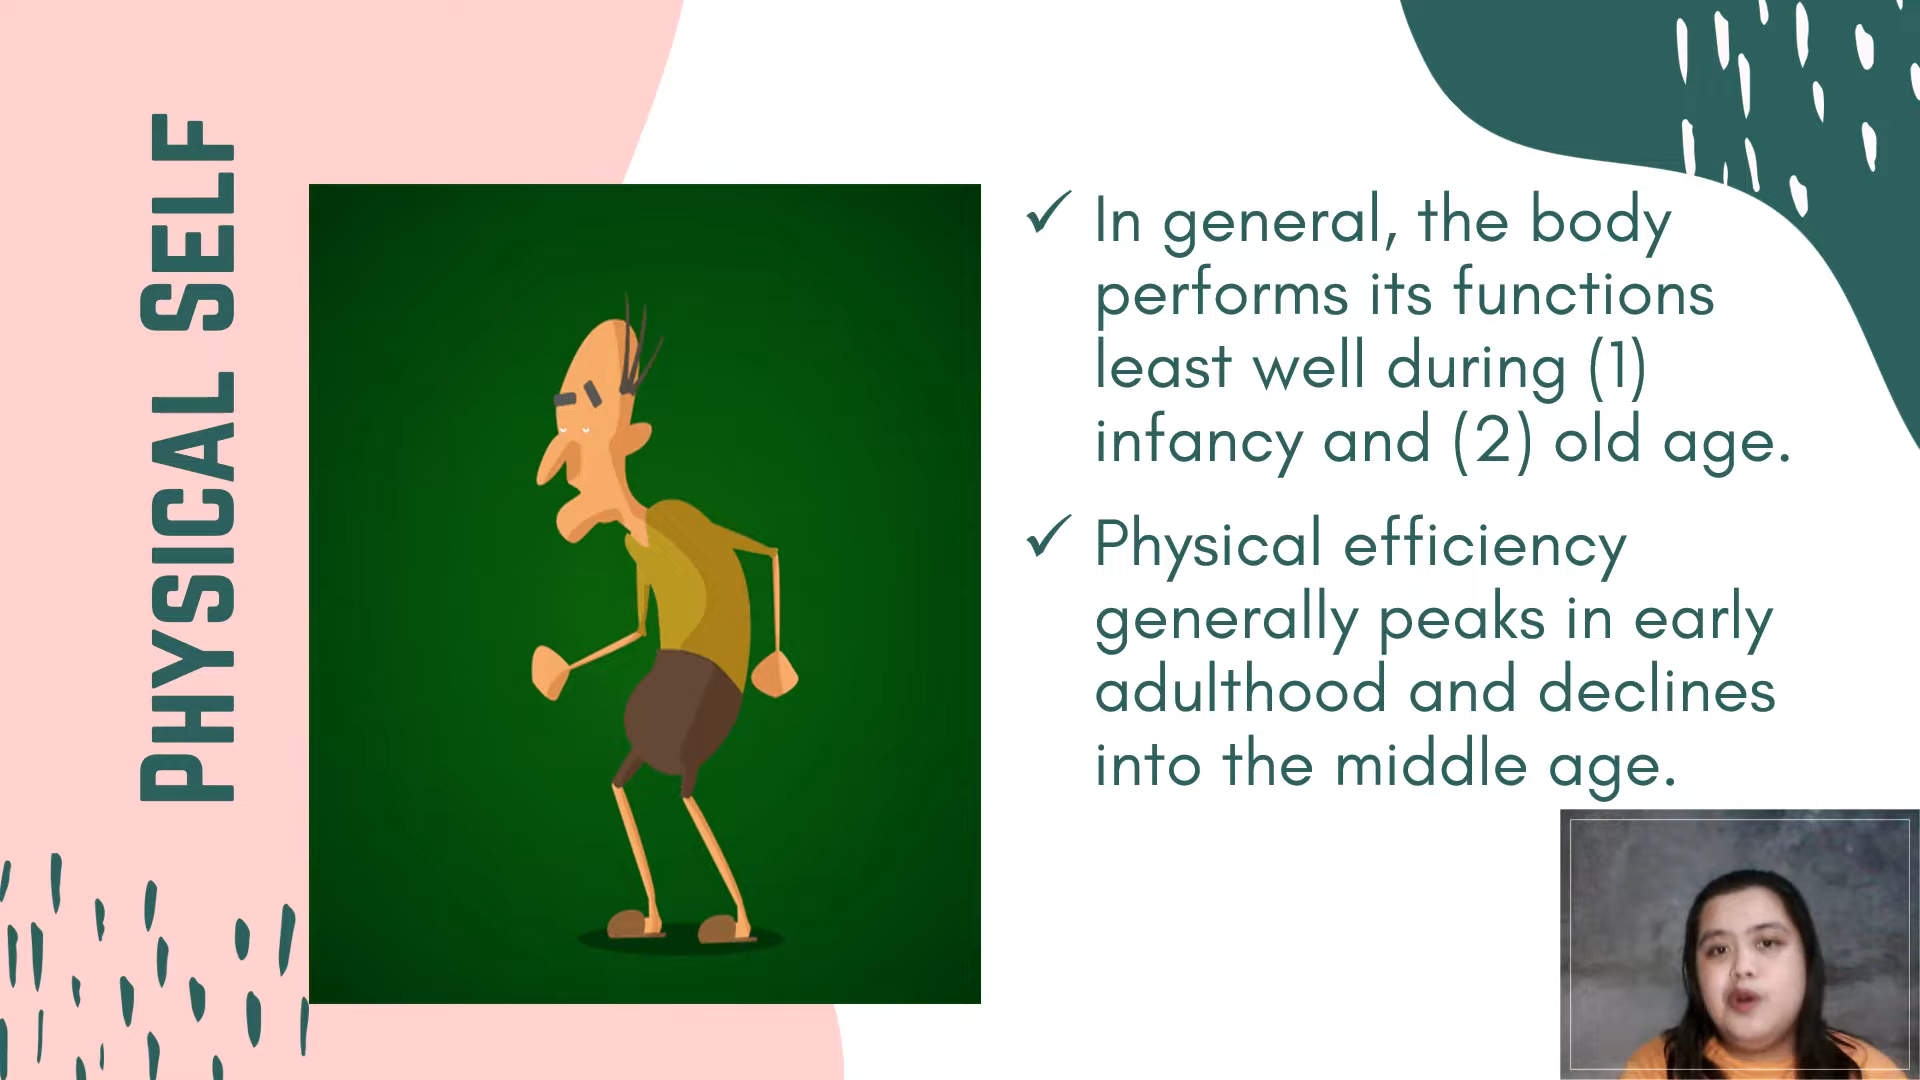 PHYSICAL SELF
In general, the body
performs its functions
least well during (1)
infancy and (2) old age.
Physical efficiency
generally peaks in early
adulthood and declines
into the middle age.